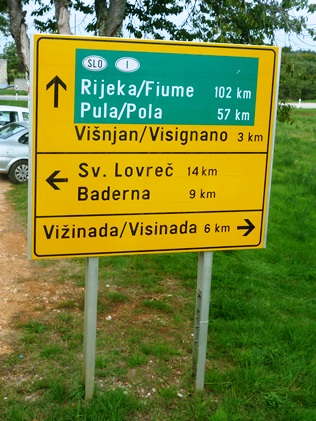 SLO I
Rijeka/Fiume 102 km
Pula/Pola 57 km
Višnjan/Visignano 3 km
Sv. Lovreč 14 km
Baderna 9 km
Vižinada/Visinada 6 km